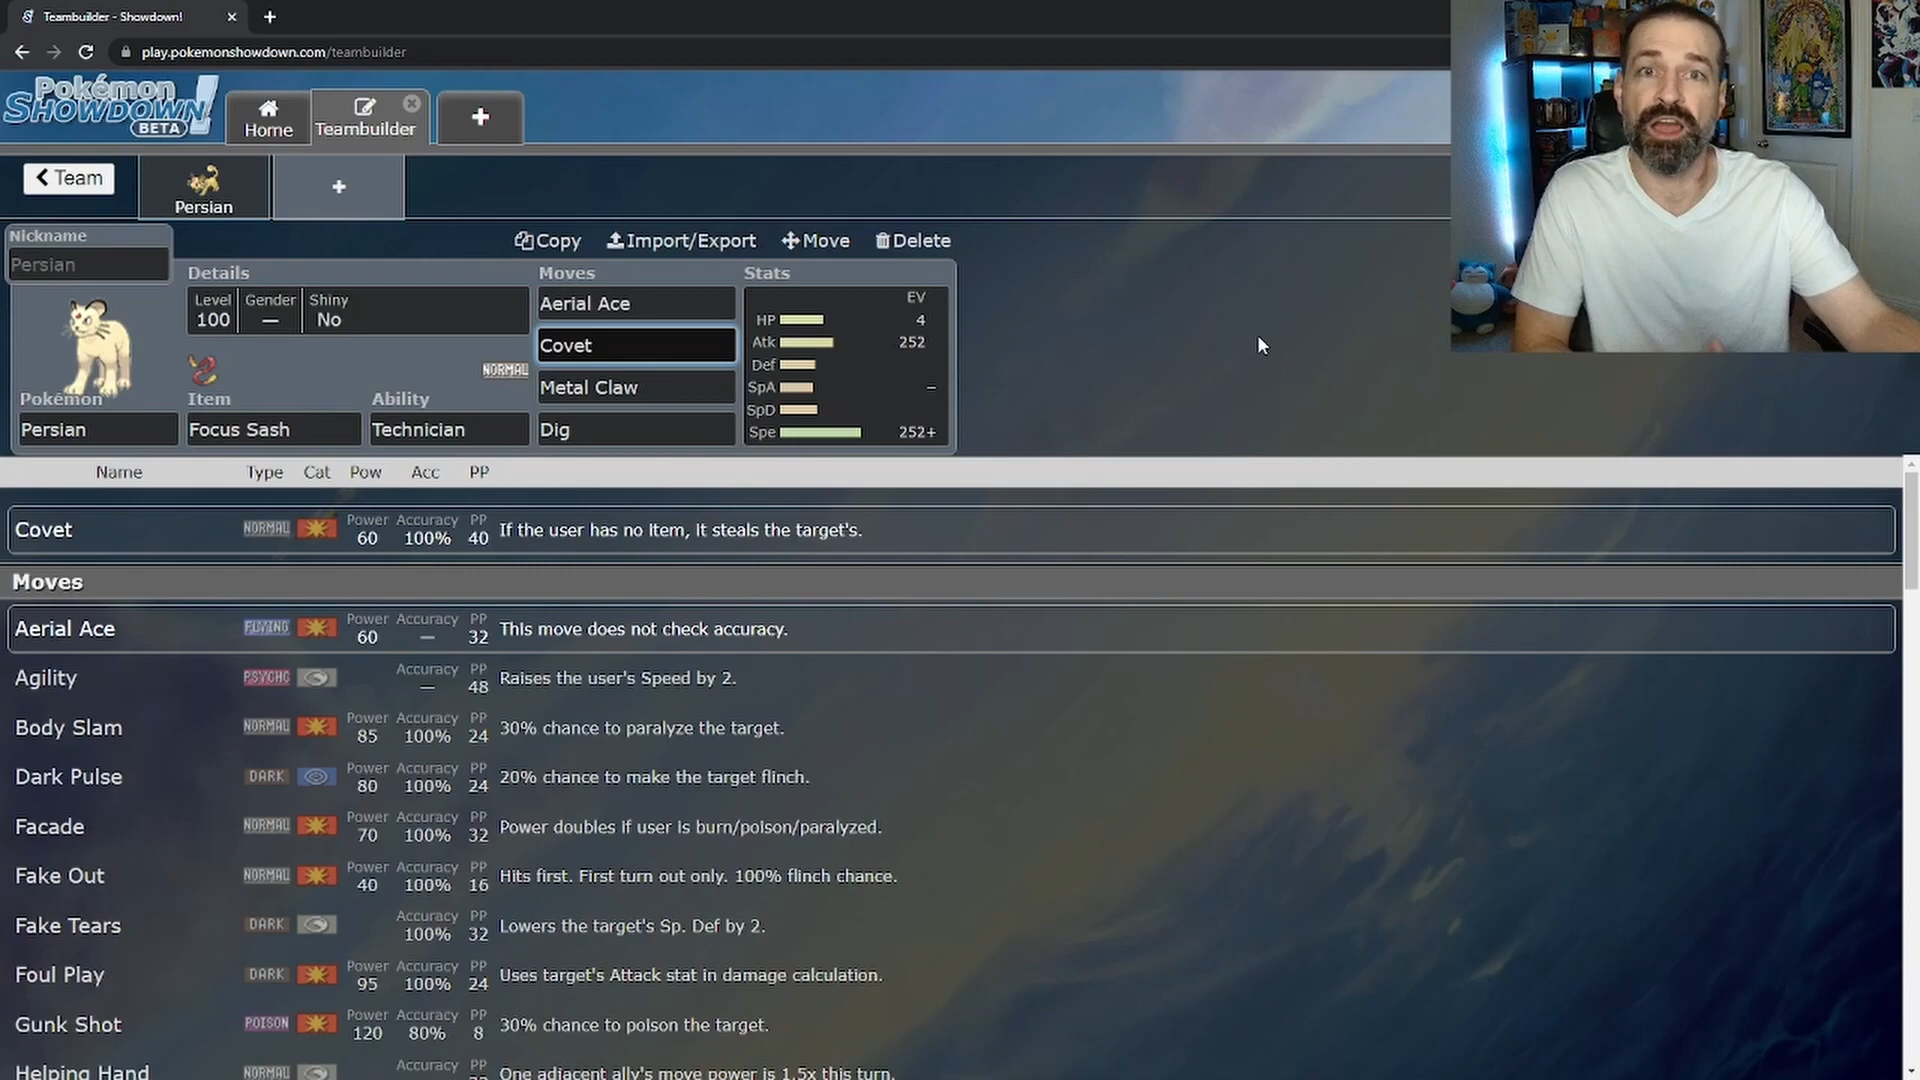 Teambuilder - Showdown!
play.pokemonshowdown.com/teambuilder
Pokémon
SHOWDOWN!
BETA
Home
Teambuilder
Team
Persian
Nickname
Persian
Copy
Import/Export
Move
Delete
Details
Moves
Stats
Level
100
Gender
—
Shiny
No
NORMAL
Pokémon
Persian
Item
Focus Sash
Ability
Technician
Aerial Ace
Covet
Metal Claw
Dig
EV
HP 4
Atk 252
Def
SpA –
SpD
Spe 252+
Name Type Cat Pow Acc PP
Covet NORMAL Power 60 Accuracy 100% PP 40 If the user has no item, it steals the target's.
Moves
Aerial Ace FLYING Power 60 Accuracy — PP 32 This move does not check accuracy.
Agility PSYCHC Accuracy — PP 48 Raises the user's Speed by 2.
Body Slam NORMAL Power 85 Accuracy 100% PP 24 30% chance to paralyze the target.
Dark Pulse DARK Power 80 Accuracy 100% PP 24 20% chance to make the target flinch.
Facade NORMAL Power 70 Accuracy 100% PP 32 Power doubles if user is burn/poison/paralyzed.
Fake Out NORMAL Power 40 Accuracy 100% PP 16 Hits first. First turn out only. 100% flinch chance.
Fake Tears DARK Accuracy 100% PP 32 Lowers the target's Sp. Def by 2.
Foul Play DARK Power 95 Accuracy 100% PP 24 Uses target's Attack stat in damage calculation.
Gunk Shot POISON Power 120 Accuracy 80% PP 8 30% chance to poison the target.
Helping Hand NORMAL Accuracy PP One adjacent ally's move power is 1.5x this turn.